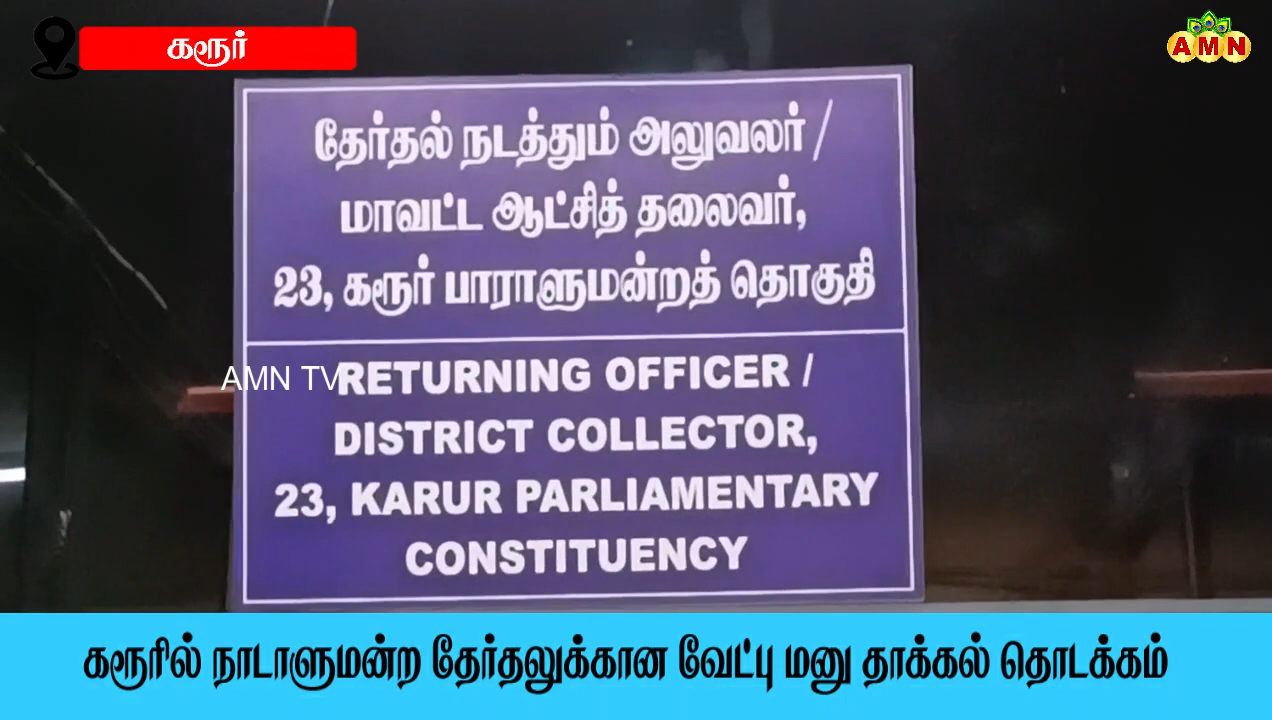 கரூர்
AMN
தேர்தல் நடத்தும் அலுவலர் /
மாவட்ட ஆட்சித் தலைவர்,
23, கரூர் பாராளுமன்றத் தொகுதி
AMN TV
RETURNING OFFICER /
DISTRICT COLLECTOR,
23, KARUR PARLIAMENTARY
CONSTITUENCY
கரூரில் நாடாளுமன்ற தேர்தலுக்கான வேட்பு மனு தாக்கல் தொடக்கம்